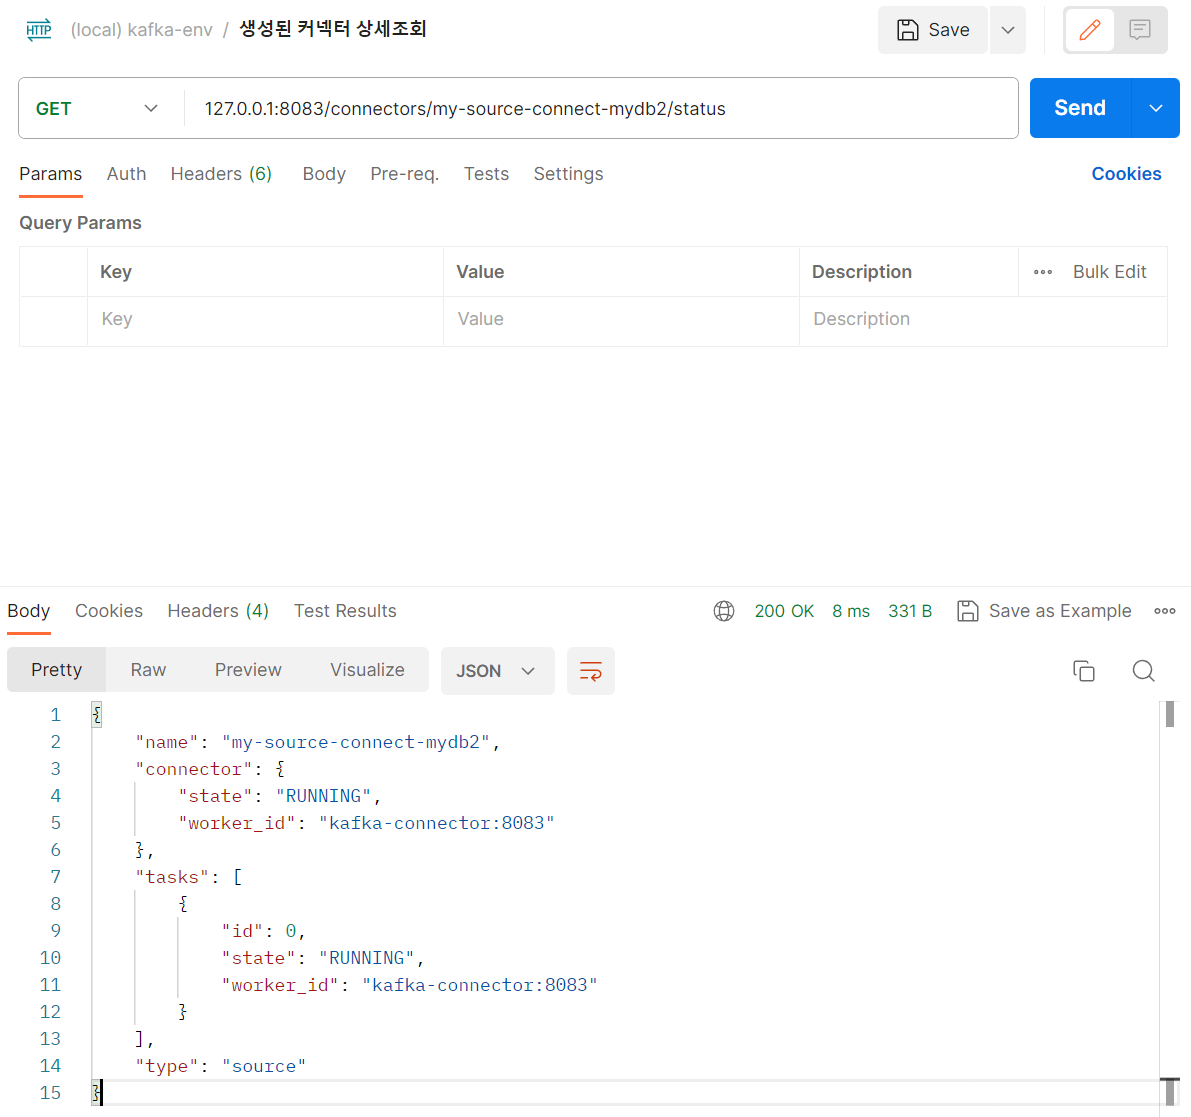 HTTP (local) kafka-env / 생성된 커넥터 상세조회 Save
GET 127.0.0.1:8083/connectors/my-source-connect-mydb2/status Send
Params Auth Headers (6) Body Pre-req. Tests Settings Cookies
Query Params
Key Value Description Bulk Edit
Key Value Description
Body Cookies Headers (4) Test Results 200 OK 8 ms 331 B Save as Example
Pretty Raw Preview Visualize JSON
1 {
2 "name": "my-source-connect-mydb2",
3 "connector": {
4 "state": "RUNNING",
5 "worker_id": "kafka-connector:8083"
6 },
7 "tasks": [
8 {
9 "id": 0,
10 "state": "RUNNING",
11 "worker_id": "kafka-connector:8083"
12 }
13 ],
14 "type": "source"
15 }